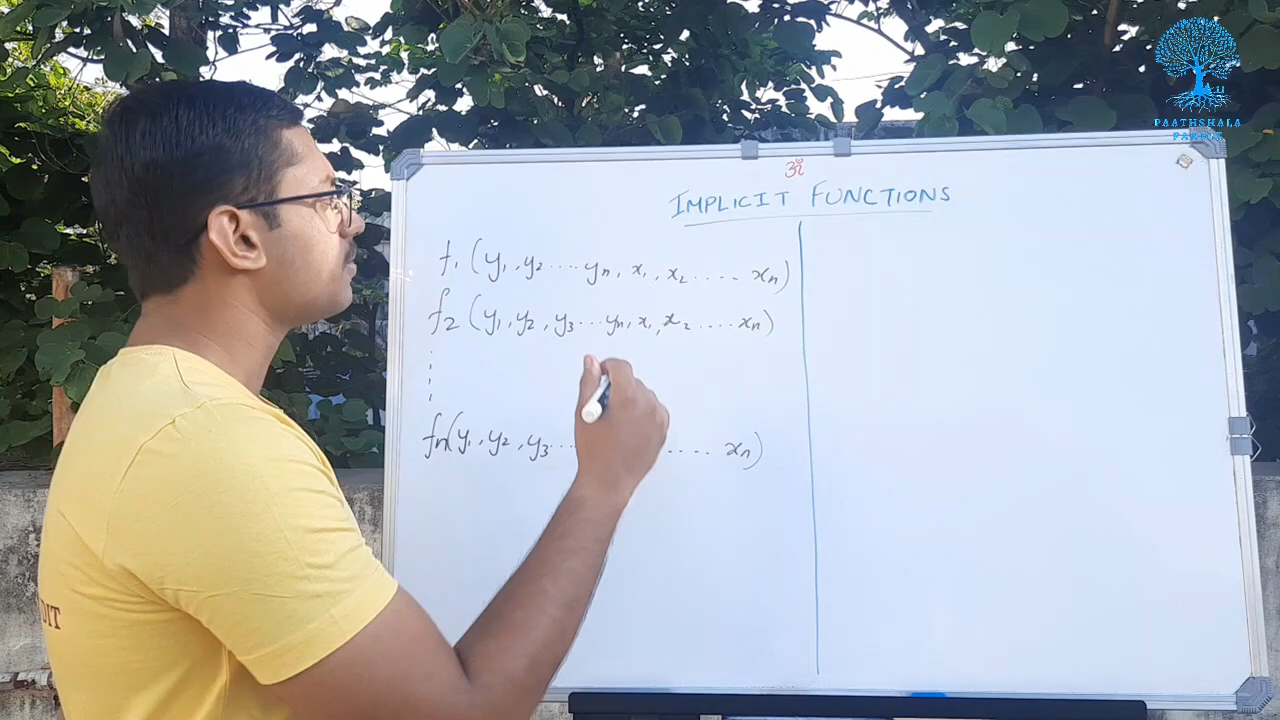 PAATHSHALA
ॐ
IMPLICIT FUNCTIONS
f₁ (y₁, y₂ .... yₙ, x₁, x₂ ..... xₙ)
f₂ (y₁, y₂, y₃ ... yₙ, x₁, x₂ .... xₙ)
fₙ(y₁, y₂, y₃ ... .... xₙ)
DIT